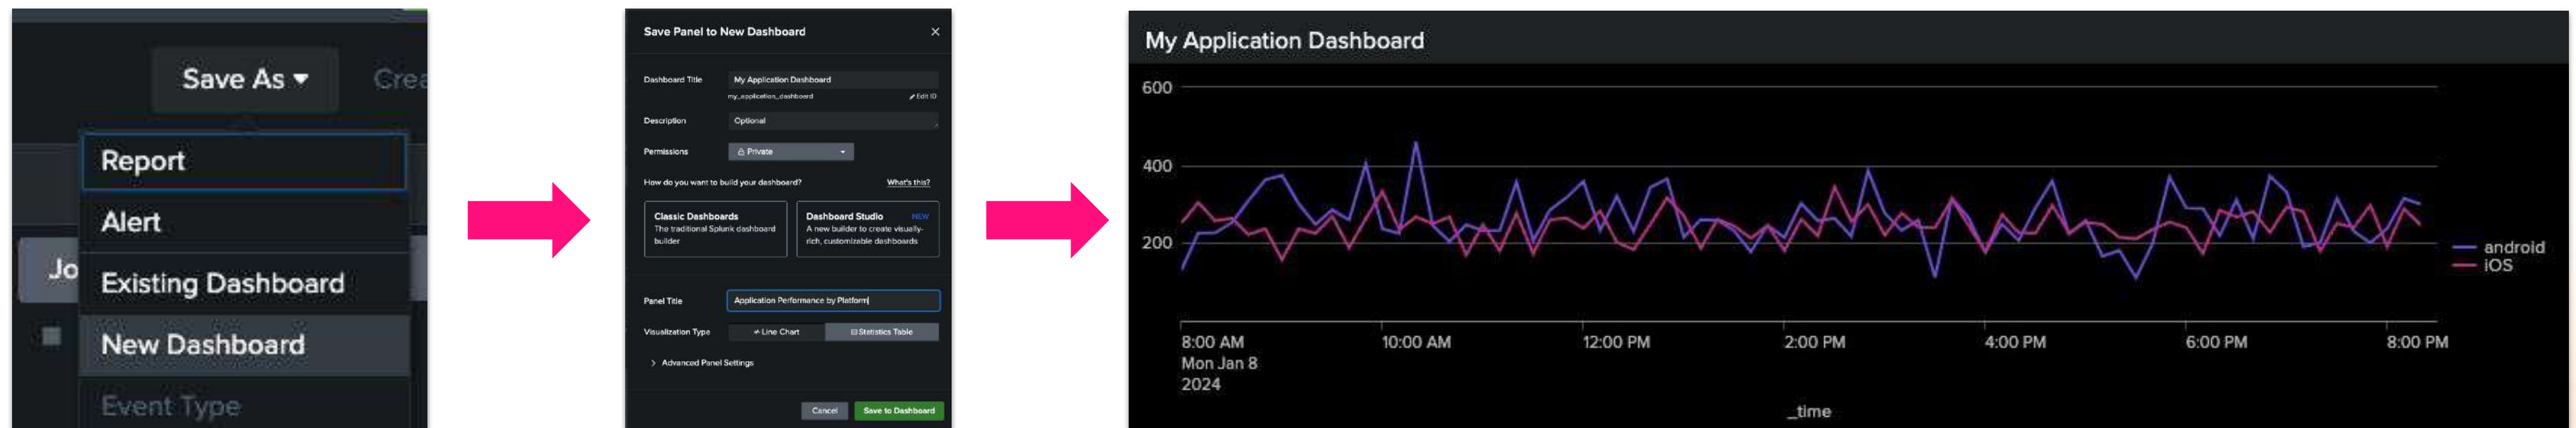 Save As
Crea
Report
Alert
Jo
Existing Dashboard
New Dashboard
Event Type
Save Panel to New Dashboard
Dashboard Title
My Application Dashboard
my_application_dashboard
Edit ID
Description
Optional
Permissions
Private
How do you want to build your dashboard?
What's this?
Classic Dashboards
The traditional Splunk dashboard
builder
Dashboard Studio NEW
A new builder to create visually-
rich, customizable dashboards
Panel Title
Application Performance by Platform
Visualization Type
Line Chart
Statistics Table
Advanced Panel Settings
Cancel
Save to Dashboard
My Application Dashboard
600
400
200
8:00 AM
Mon Jan 8
2024
10:00 AM
12:00 PM
2:00 PM
4:00 PM
6:00 PM
8:00 PM
_time
android
iOS